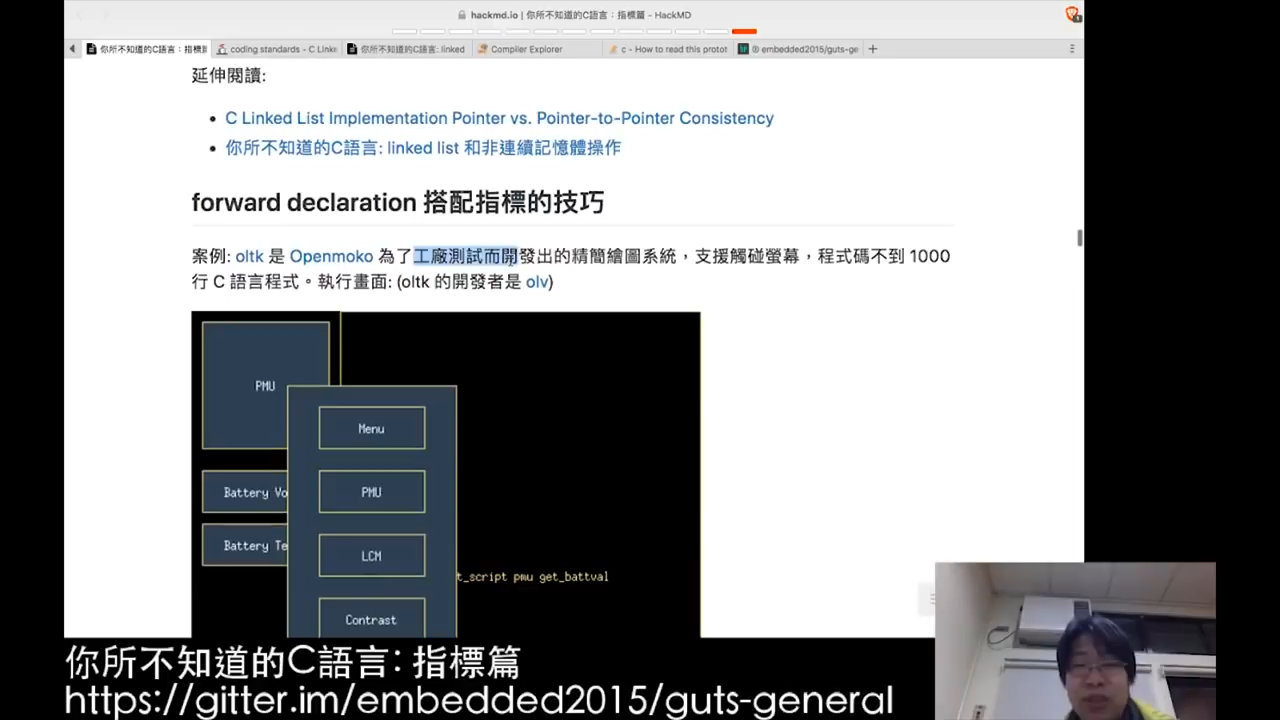 hackmd.io | 你所不知道的C語言：指標篇 - HackMD
你所不知道的C語言：指標
coding standards - C Linke
你所不知道的C語言: linked
Compiler Explorer
c - How to read this protot
embedded2015/guts-ge
延伸閱讀:
C Linked List Implementation Pointer vs. Pointer-to-Pointer Consistency
你所不知道的C語言: linked list 和非連續記憶體操作
forward declaration 搭配指標的技巧
案例: oltk 是 Openmoko 為了工廠測試而開發出的精簡繪圖系統，支援觸碰螢幕，程式碼不到 1000
行 C 語言程式。執行畫面: (oltk 的開發者是 olv)
PMU
Menu
Battery Vo
PMU
Battery Te
LCM
t_script pmu get_battval
Contrast
你所不知道的C語言: 指標篇
https://gitter.im/embedded2015/guts-general